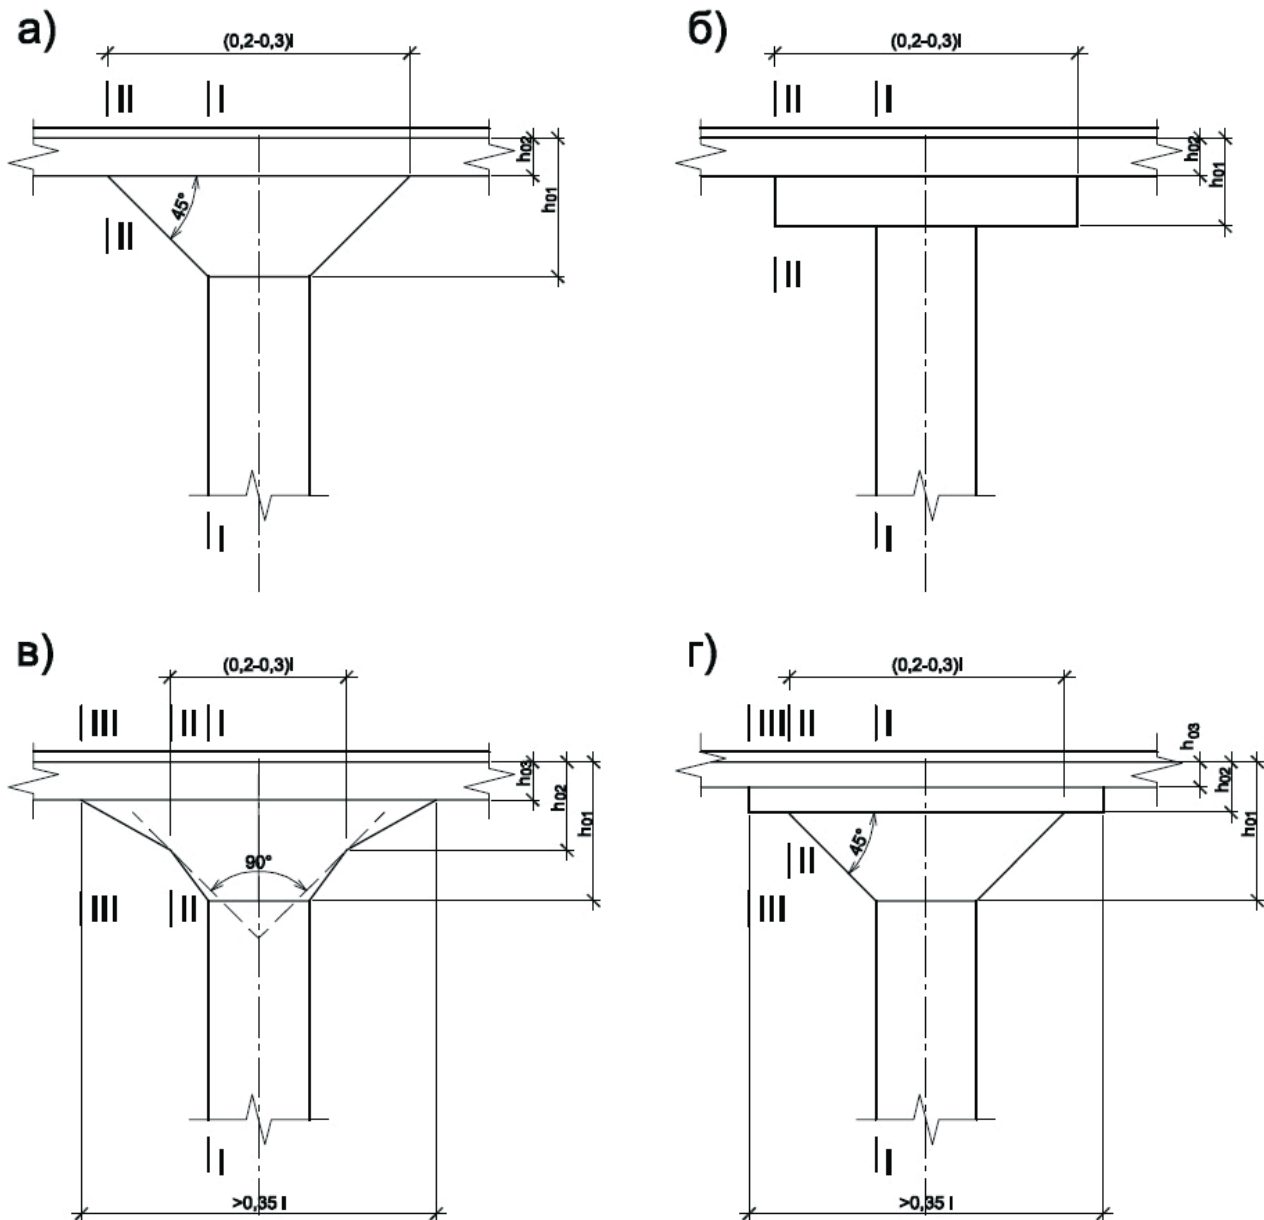 а)
(0,2-0,3)l
II I
h02
h01
45°
II
I
б)
(0,2-0,3)l
II I
h02
h01
II
I
в)
(0,2-0,3)l
III II I
h03
h02
h01
90°
III II
I
>0,35 l
г)
(0,2-0,3)l
III II I
h03
h02
h01
45°
II
III
I
>0,35 l